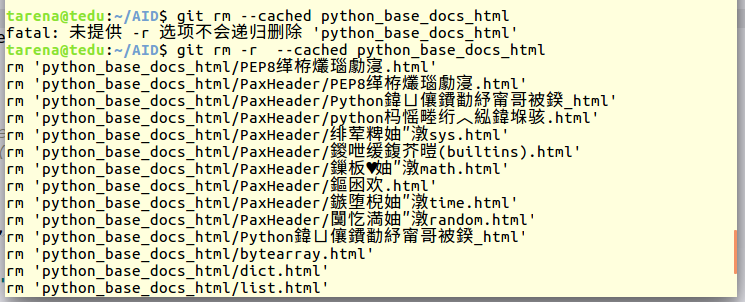 tarena@tedu:~/AID$ git rm --cached python_base_docs_html
fatal: 未提供 -r 选项不会递归删除 'python_base_docs_html'
tarena@tedu:~/AID$ git rm -r  --cached python_base_docs_html
rm 'python_base_docs_html/PEP8缂栫爜瑙勮寖.html'
rm 'python_base_docs_html/PaxHeader/PEP8缂栫爜瑙勮寖.html'
rm 'python_base_docs_html/PaxHeader/Python鍏凵儴鐨勫紓甯哥被鍨_html'
rm 'python_base_docs_html/PaxHeader/python杩愮畻绗︽紭鍏堢骇.html'
rm 'python_base_docs_html/PaxHeader/绯荤粺妯″潡sys.html'
rm 'python_base_docs_html/PaxHeader/鍐呭缓鍑芥暟(builtins).html'
rm 'python_base_docs_html/PaxHeader/鏁板♥妯″潡math.html'
rm 'python_base_docs_html/PaxHeader/鏂囦欢.html'
rm 'python_base_docs_html/PaxHeader/鏃堕棿妯″潡time.html'
rm 'python_base_docs_html/PaxHeader/闅忔満妯″潡random.html'
rm 'python_base_docs_html/Python鍏凵儴鐨勫紓甯哥被鍨_html'
rm 'python_base_docs_html/bytearray.html'
rm 'python_base_docs_html/dict.html'
rm 'python_base_docs_html/list.html'